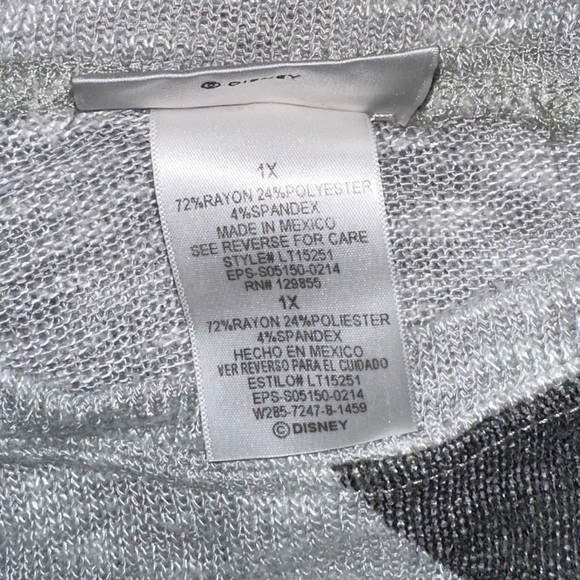 © DISNEY
1X
72%RAYON 24%POLYESTER
4%SPANDEX
MADE IN MEXICO
SEE REVERSE FOR CARE
STYLE# LT15251
EPS-S05150-0214
RN# 129855
1X
72%RAYON 24%POLIESTER
4%SPANDEX
HECHO EN MEXICO
VER REVERSO PARA EL CUIDADO
ESTILO# LT15251
EPS-S05150-0214
W285-7247-8-1459
© DISNEY